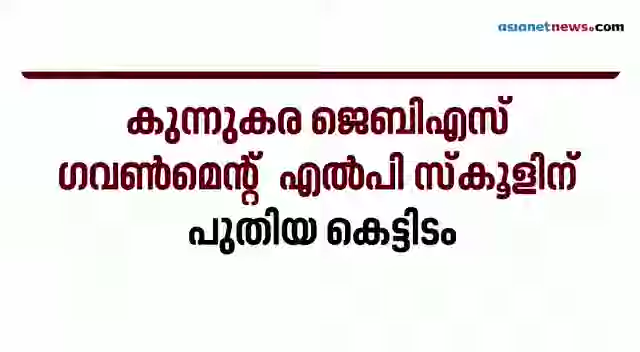 asianetnews.com
കുന്നുകര ജെബിഎസ്
ഗവൺമെന്റ് എൽപി സ്കൂളിന്
പുതിയ കെട്ടിടം